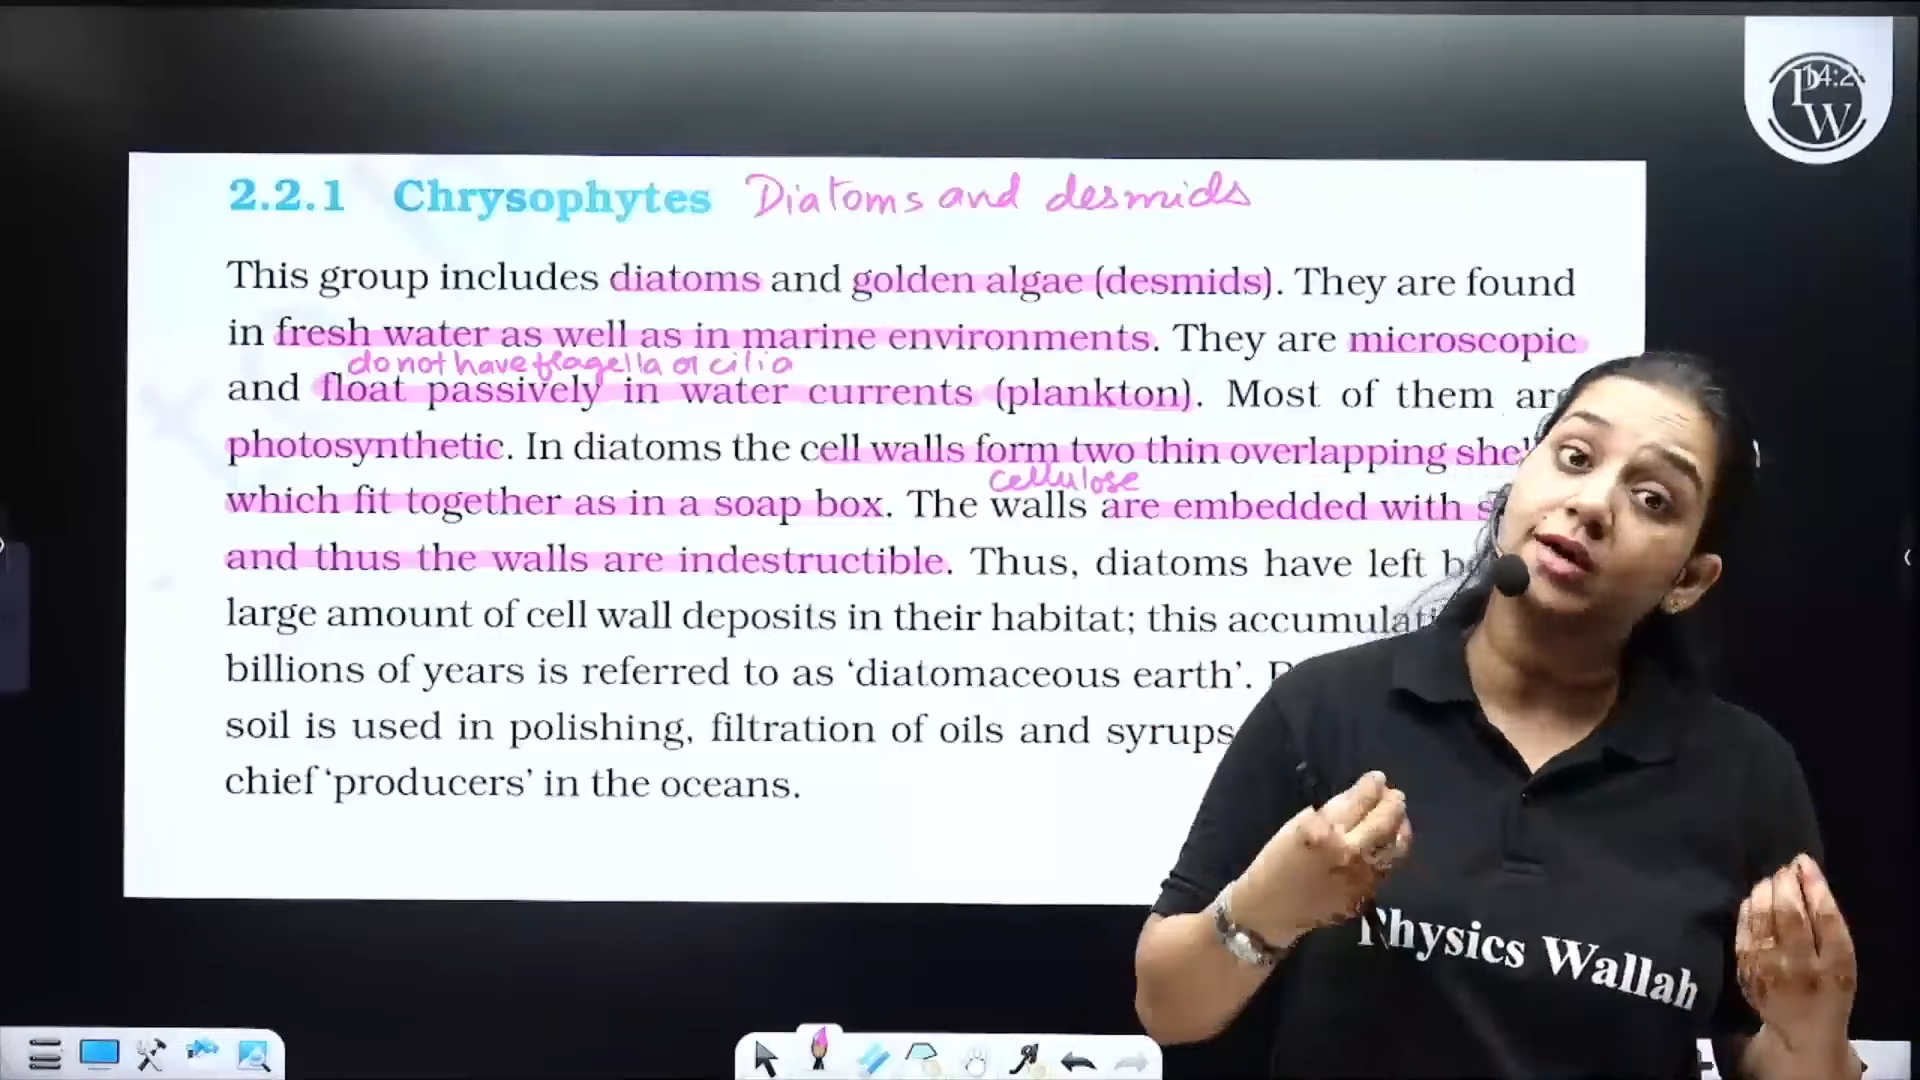 14:2
PW
2.2.1 Chrysophytes Diatoms and desmids
This group includes diatoms and golden algae (desmids). They are found
in fresh water as well as in marine environments. They are microscopic
do not have flagella or cilia
and float passively in water currents (plankton). Most of them are
photosynthetic. In diatoms the cell walls form two thin overlapping
cellulose
which fit together as in a soap box. The walls are embedded with
and thus the walls are indestructible. Thus, diatoms have left
large amount of cell wall deposits in their habitat; this
billions of years is referred to as ‘diatomaceous earth’.
soil is used in polishing, filtration of oils and syrups
chief ‘producers’ in the oceans.
Physics Wallah